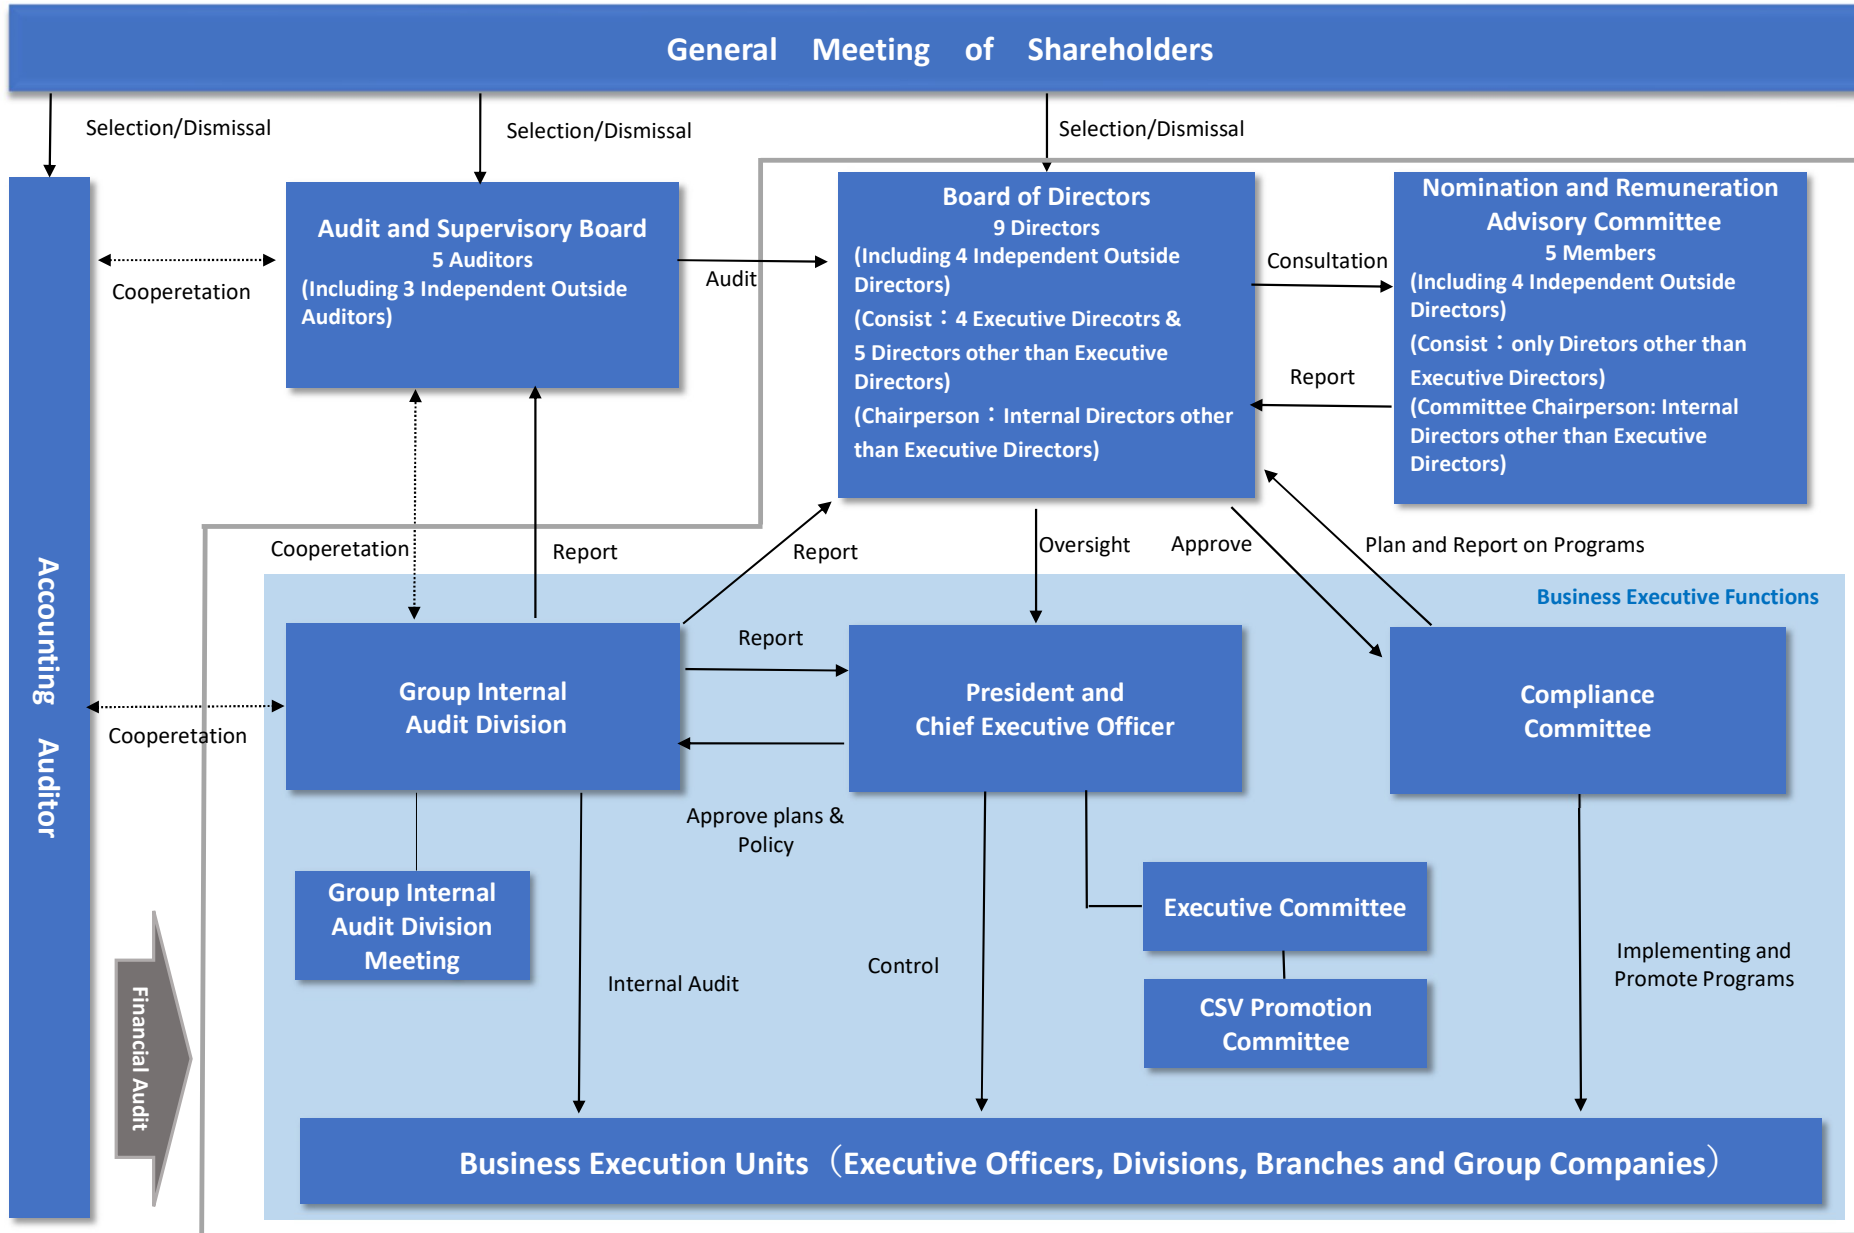 General Meeting of Shareholders
Selection/Dismissal
Selection/Dismissal
Selection/Dismissal
Audit and Supervisory Board
5 Auditors
(Including 3 Independent Outside
Auditors)
Cooperetation
Audit
Board of Directors
9 Directors
(Including 4 Independent Outside
Directors)
(Consist：4 Executive Direcotrs &
5 Directors other than Executive
Directors)
(Chairperson：Internal Directors other
than Executive Directors)
Consultation
Report
Nomination and Remuneration
Advisory Committee
5 Members
(Including 4 Independent Outside
Directors)
(Consist：only Diretors other than
Executive Directors)
(Committee Chairperson: Internal
Directors other than Executive
Directors)
Cooperetation
Report
Report
Oversight
Approve
Plan and Report on Programs
Business Executive Functions
Accounting Auditor
Cooperetation
Group Internal
Audit Division
Report
Approve plans &
Policy
President and
Chief Executive Officer
Compliance
Committee
Group Internal
Audit Division
Meeting
Internal Audit
Control
Executive Committee
CSV Promotion
Committee
Implementing and
Promote Programs
Financial Audit
Business Execution Units（Executive Officers, Divisions, Branches and Group Companies）